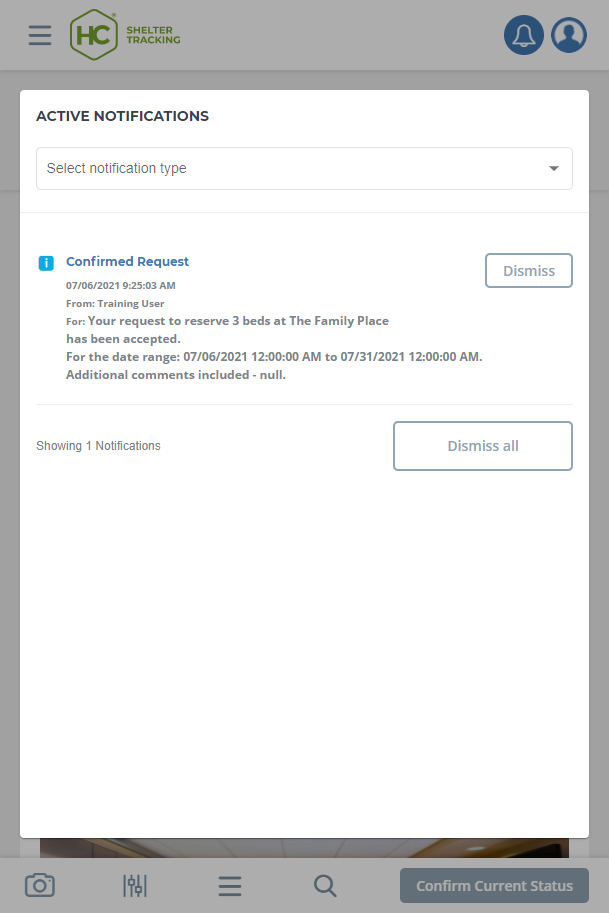 HC®
SHELTER
TRACKING
ACTIVE NOTIFICATIONS
Select notification type
i
Confirmed Request
Dismiss
07/06/2021 9:25:03 AM
From: Training User
For: Your request to reserve 3 beds at The Family Place
has been accepted.
For the date range: 07/06/2021 12:00:00 AM to 07/31/2021 12:00:00 AM.
Additional comments included - null.
Showing 1 Notifications
Dismiss all
Confirm Current Status